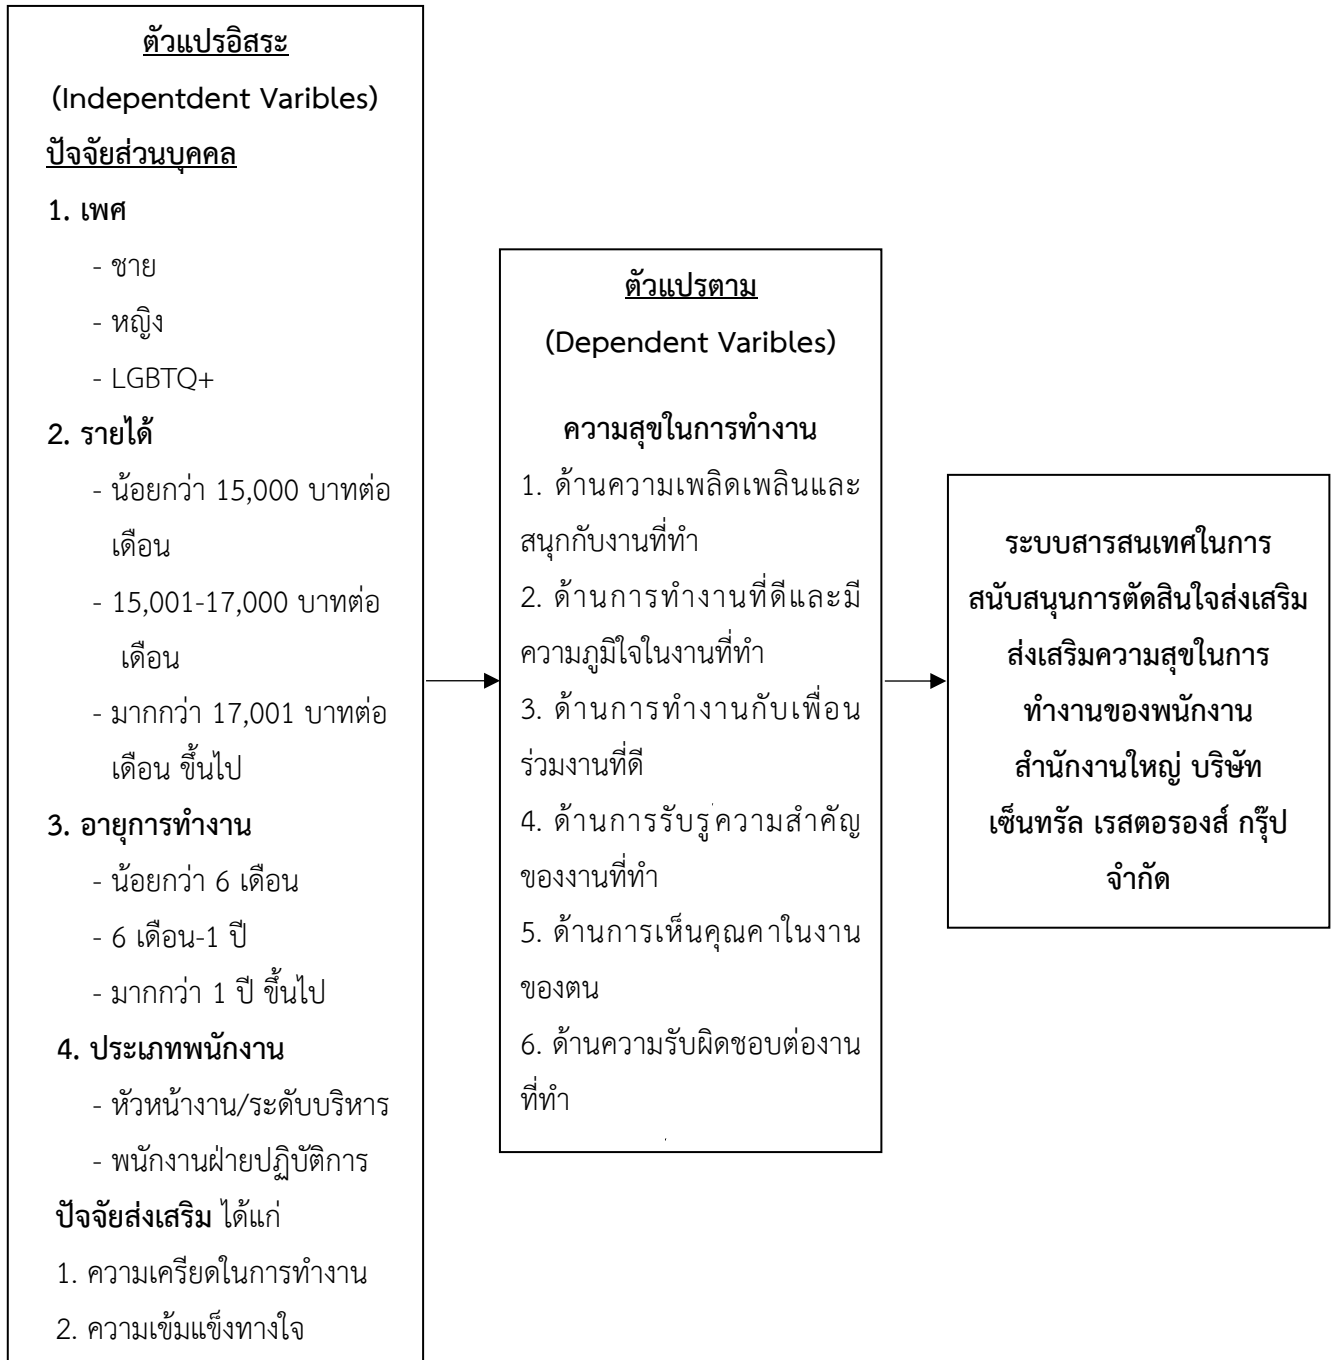 ตัวแปรอิสระ
(Indepentdent Varibles)
ปัจจัยส่วนบุคคล
1. เพศ
- ชาย
- หญิง
- LGBTQ+
2. รายได้
- น้อยกว่า 15,000 บาทต่อ
เดือน
- 15,001-17,000 บาทต่อ
เดือน
- มากกว่า 17,001 บาทต่อ
เดือน ขึ้นไป
3. อายุการทำงาน
- น้อยกว่า 6 เดือน
- 6 เดือน-1 ปี
- มากกว่า 1 ปี ขึ้นไป
4. ประเภทพนักงาน
- หัวหน้างาน/ระดับบริหาร
- พนักงานฝ่ายปฏิบัติการ
ปัจจัยส่งเสริม ได้แก่
1. ความเครียดในการทำงาน
2. ความเข้มแข็งทางใจ
ตัวแปรตาม
(Dependent Varibles)
ความสุขในการทำงาน
1. ด้านความเพลิดเพลินและ
สนุกกับงานที่ทำ
2. ด้านการทำงานที่ดีและมี
ความภูมิใจในงานที่ทำ
3. ด้านการทำงานกับเพื่อน
ร่วมงานที่ดี
4. ด้านการรับรู่ความสำคัญ
ของงานที่ทำ
5. ด้านการเห็นคุณคาในงาน
ของตน
6. ด้านความรับผิดชอบต่องาน
ที่ทำ
ระบบสารสนเทศในการ
สนับสนุนการตัดสินใจส่งเสริม
ส่งเสริมความสุขในการ
ทำงานของพนักงาน
สำนักงานใหญ่ บริษัท
เซ็นทรัล เรสตอรองส์ กรุ๊ป
จำกัด